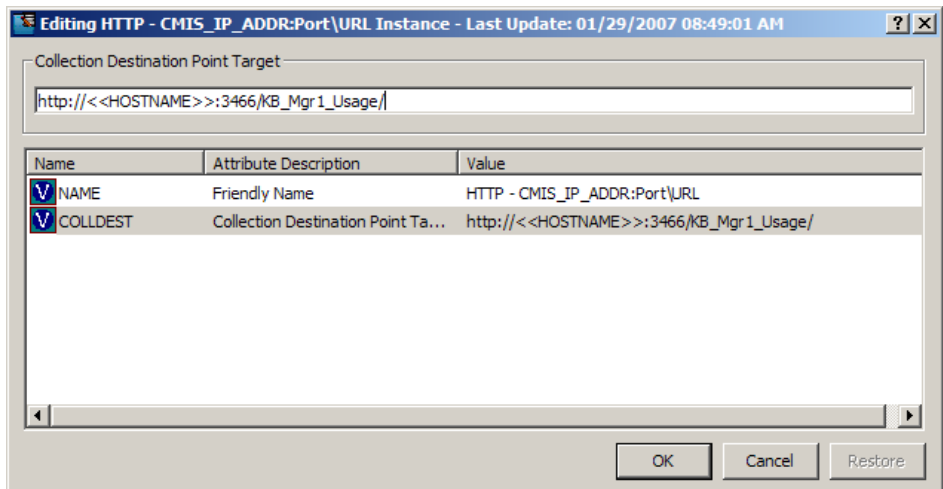 Editing HTTP - CMIS_IP_ADDR:Port\URL Instance - Last Update: 01/29/2007 08:49:01 AM
Collection Destination Point Target
http://<<HOSTNAME>>:3466/KB_Mgr1_Usage/
Name Attribute Description Value
V NAME Friendly Name HTTP - CMIS_IP_ADDR:Port\URL
V COLLDEST Collection Destination Point Ta... http://<<HOSTNAME>>:3466/KB_Mgr1_Usage/
OK Cancel Restore